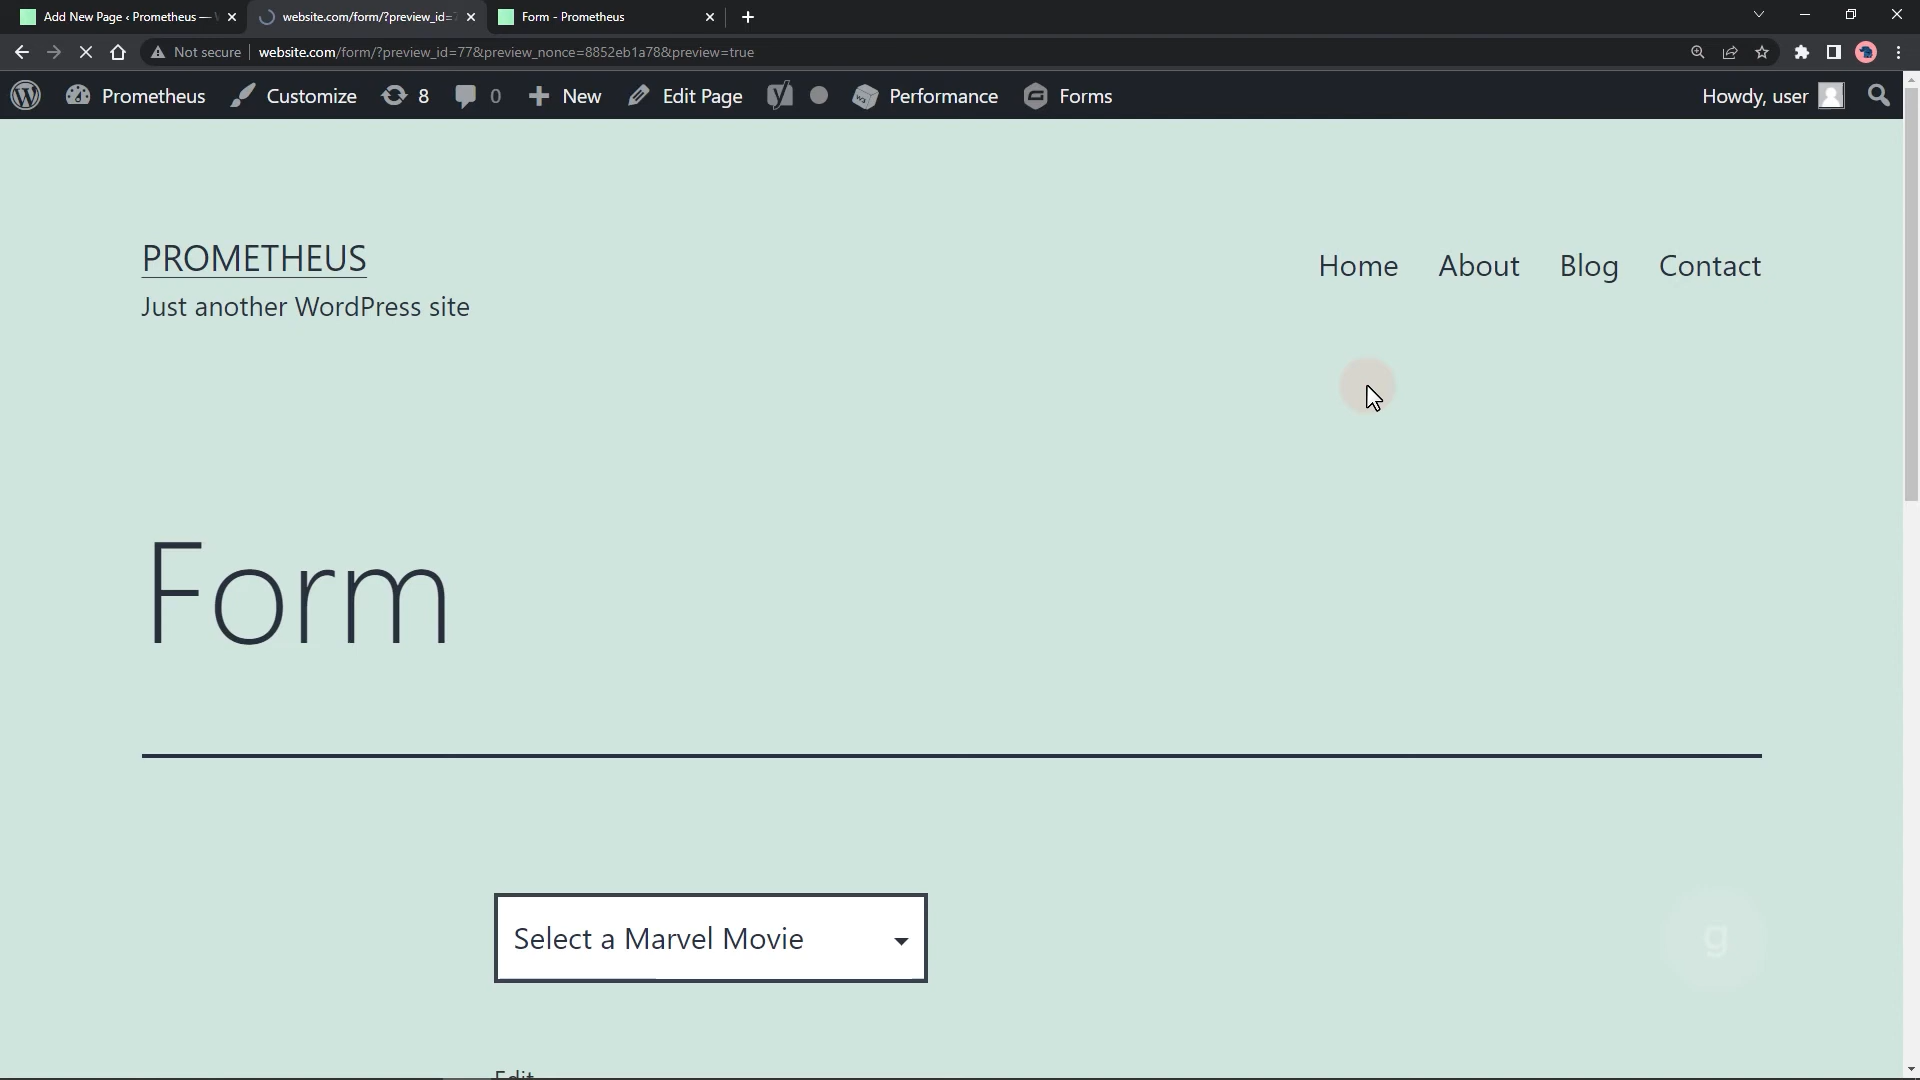 Add New Page ‹ Prometheus —
website.com/form/?preview_id=
Form - Prometheus
Not secure
website.com/form/?preview_id=77&preview_nonce=8852eb1a78&preview=true
Prometheus
Customize
8
0
New
Edit Page
Performance
Forms
Howdy, user
PROMETHEUS
Just another WordPress site
Home
About
Blog
Contact
Form
Select a Marvel Movie
g
Edit